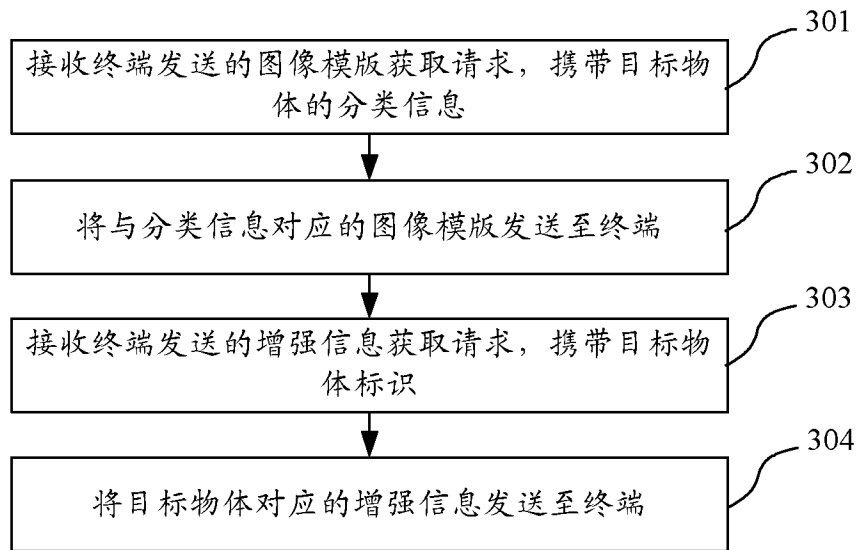 301
接收终端发送的图像模版获取请求，携带目标物
体的分类信息
302
将与分类信息对应的图像模版发送至终端
303
接收终端发送的增强信息获取请求，携带目标物
体标识
304
将目标物体对应的增强信息发送至终端